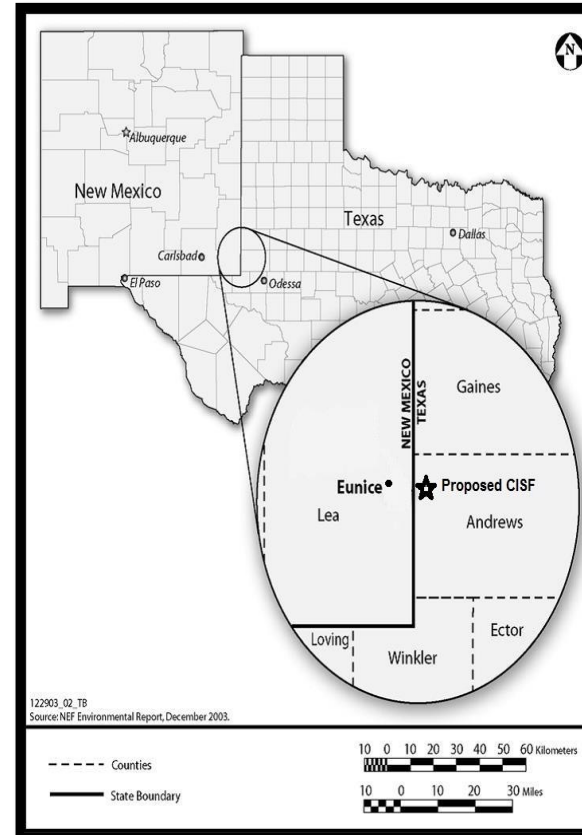 N
Albuquerque
New Mexico
Texas
Dallas
Carlsbad
El Paso
Odessa
Gaines
NEW MEXICO
TEXAS
Eunice
Proposed CISF
Lea
Andrews
Loving
Winkler
Ector
122903_02_TB
Source: NEF Environmental Report, December 2003.
Counties
State Boundary
10 0 10 20 30 40 50 60 Kilometers
10 0 10 20 30 Miles